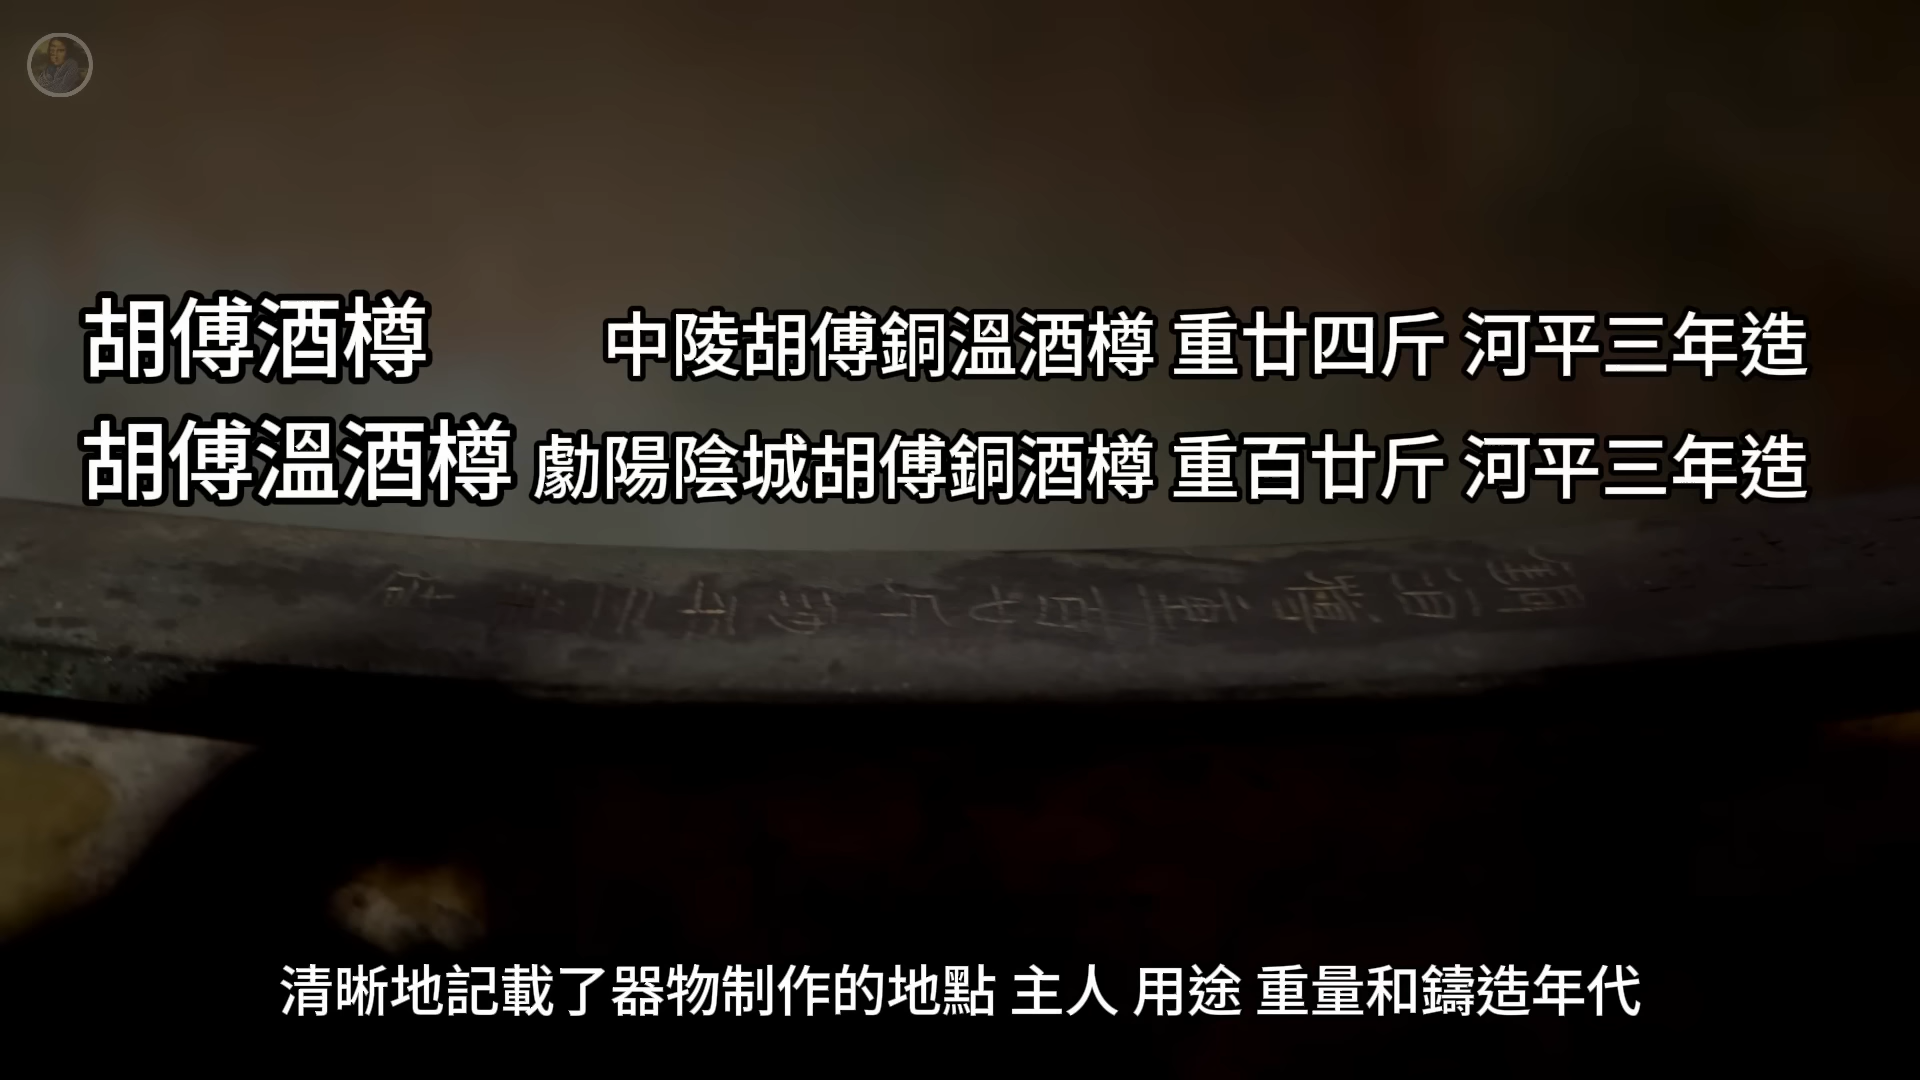 胡傅酒樽 中陵胡傅銅溫酒樽 重廿四斤 河平三年造
胡傅溫酒樽 劇陽陰城胡傅銅酒樽 重百廿斤 河平三年造
清晰地記載了器物制作的地點 主人 用途 重量和鑄造年代